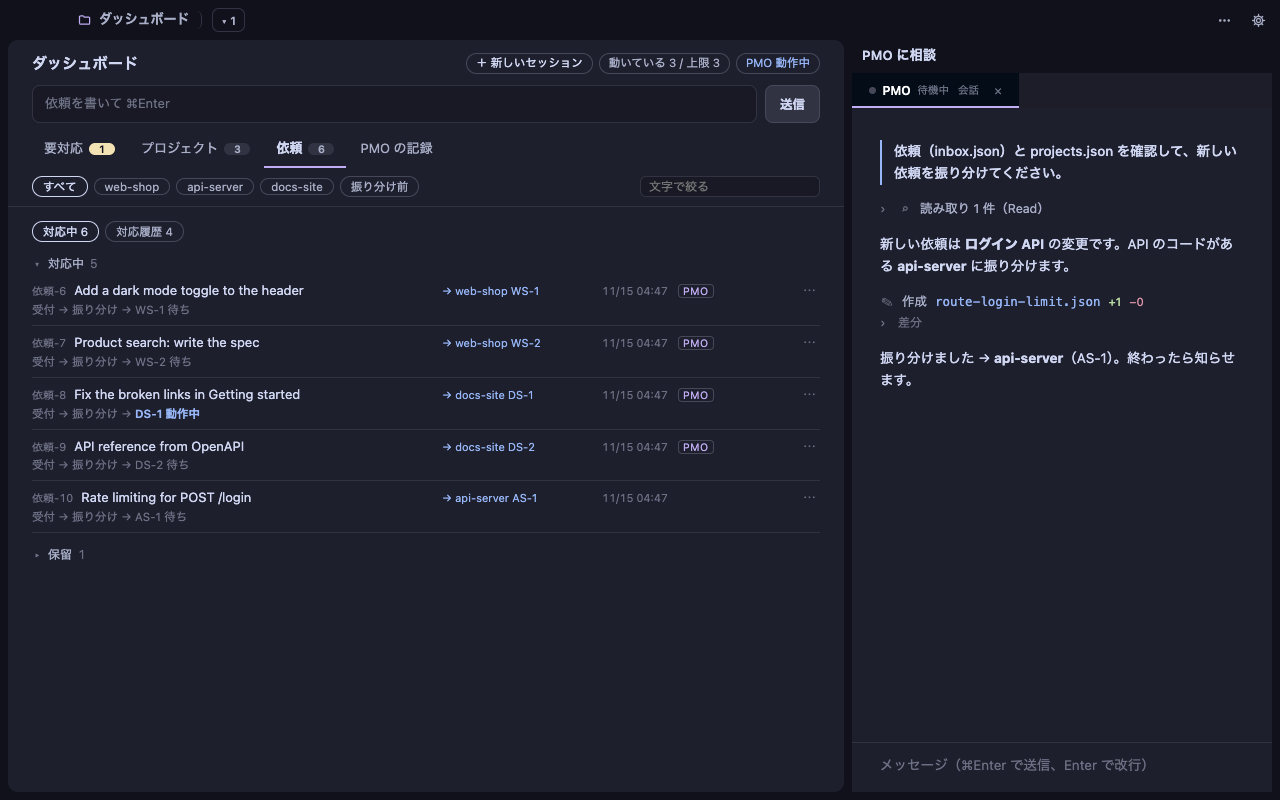 ダッシュボード
▾ 1
ダッシュボード
+ 新しいセッション
動いている 3 / 上限 3
PMO 動作中
依頼を書いて ⌘Enter
送信
要対応 1
プロジェクト 3
依頼 6
PMO の記録
すべて
web-shop
api-server
docs-site
振り分け前
文字で絞る
対応中 6
対応履歴 4
▾ 対応中 5
依頼-6 Add a dark mode toggle to the header → web-shop WS-1 11/15 04:47 PMO ···
受付 → 振り分け → WS-1 待ち
依頼-7 Product search: write the spec → web-shop WS-2 11/15 04:47 PMO ···
受付 → 振り分け → WS-2 待ち
依頼-8 Fix the broken links in Getting started → docs-site DS-1 11/15 04:47 PMO ···
受付 → 振り分け → DS-1 動作中
依頼-9 API reference from OpenAPI → docs-site DS-2 11/15 04:47 PMO ···
受付 → 振り分け → DS-2 待ち
依頼-10 Rate limiting for POST /login → api-server AS-1 11/15 04:47 ···
受付 → 振り分け → AS-1 待ち
▸ 保留 1
PMO に相談
PMO 待機中 会話 ×
依頼（inbox.json）と projects.json を確認して、新しい
依頼を振り分けてください。
› 読み取り 1 件（Read）
新しい依頼は ログイン API の変更です。API のコードがあ
る api-server に振り分けます。
✎ 作成 route-login-limit.json +1 −0
› 差分
振り分けました → api-server（AS-1）。終わったら知らせ
ます。
メッセージ（⌘Enter で送信、Enter で改行）